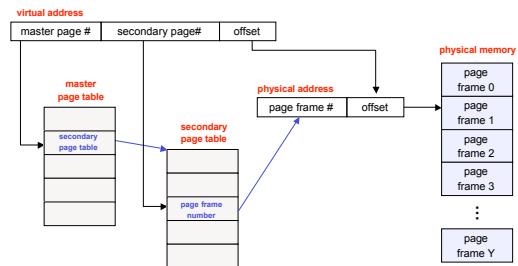 virtual address
master page # secondary page# offset
physical memory
master
page table
physical address
page
frame 0
page frame # offset
page
frame 1
secondary
page table
secondary
page table
page
frame 2
page
frame 3
page frame
number
⋮
page
frame Y